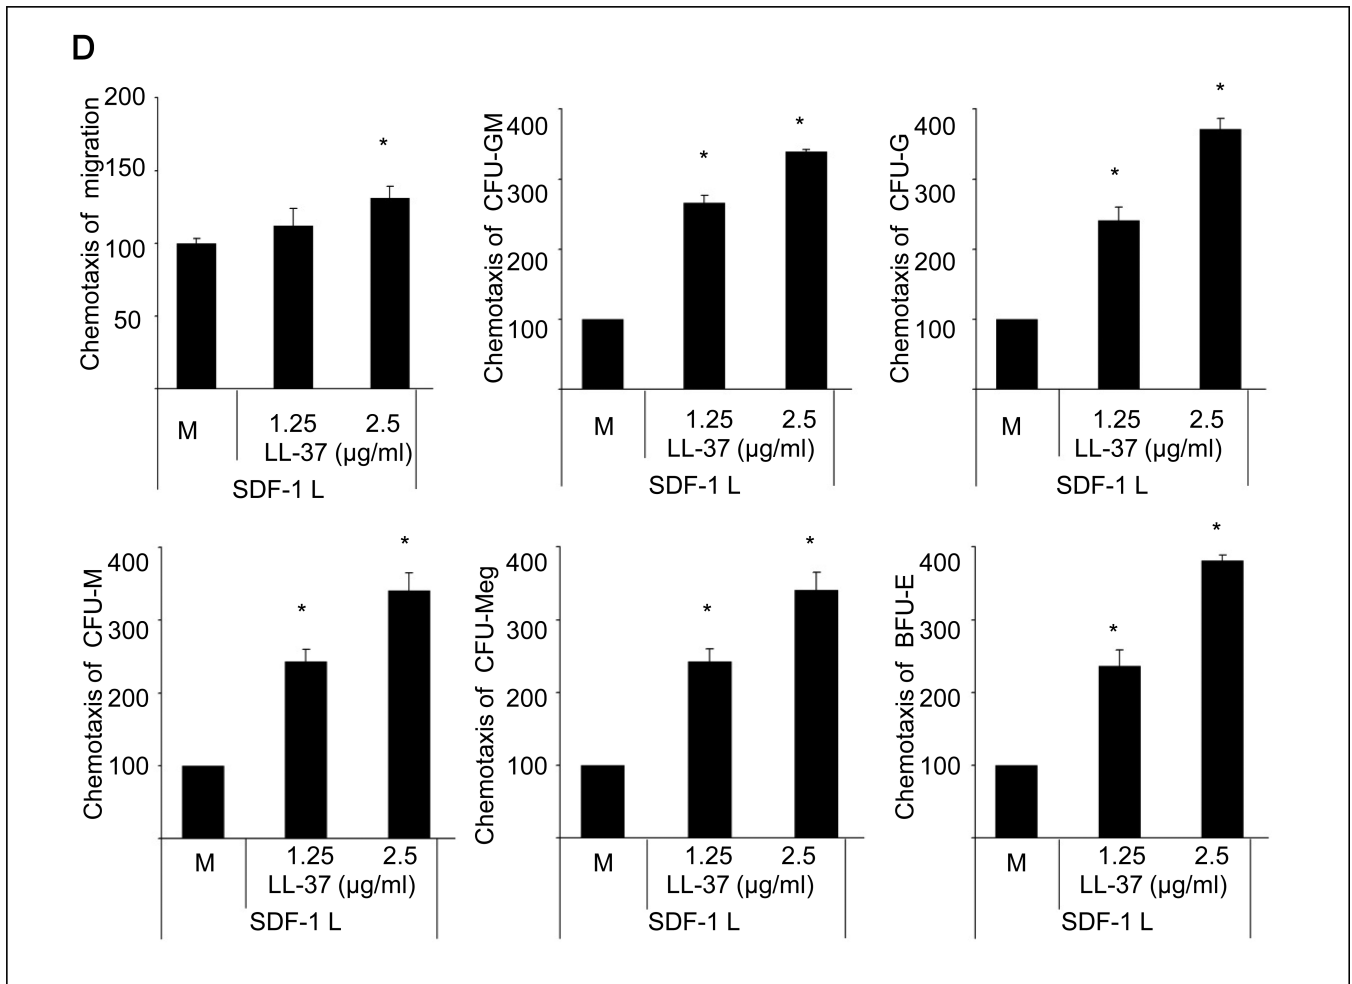 D
Chemotaxis of migration
200
150
100
50
*
M
1.25 2.5
LL-37 (µg/ml)
SDF-1 L
Chemotaxis of CFU-GM
400
300
200
100
* *
M
1.25 2.5
LL-37 (µg/ml)
SDF-1 L
Chemotaxis of CFU-G
400
300
200
100
* *
M
1.25 2.5
LL-37 (µg/ml)
SDF-1 L
Chemotaxis of CFU-M
400
300
200
100
* *
M
1.25 2.5
LL-37 (µg/ml)
SDF-1 L
Chemotaxis of CFU-Meg
400
300
200
100
* *
M
1.25 2.5
LL-37 (µg/ml)
SDF-1 L
Chemotaxis of BFU-E
400
300
200
100
* *
M
1.25 2.5
LL-37 (µg/ml)
SDF-1 L